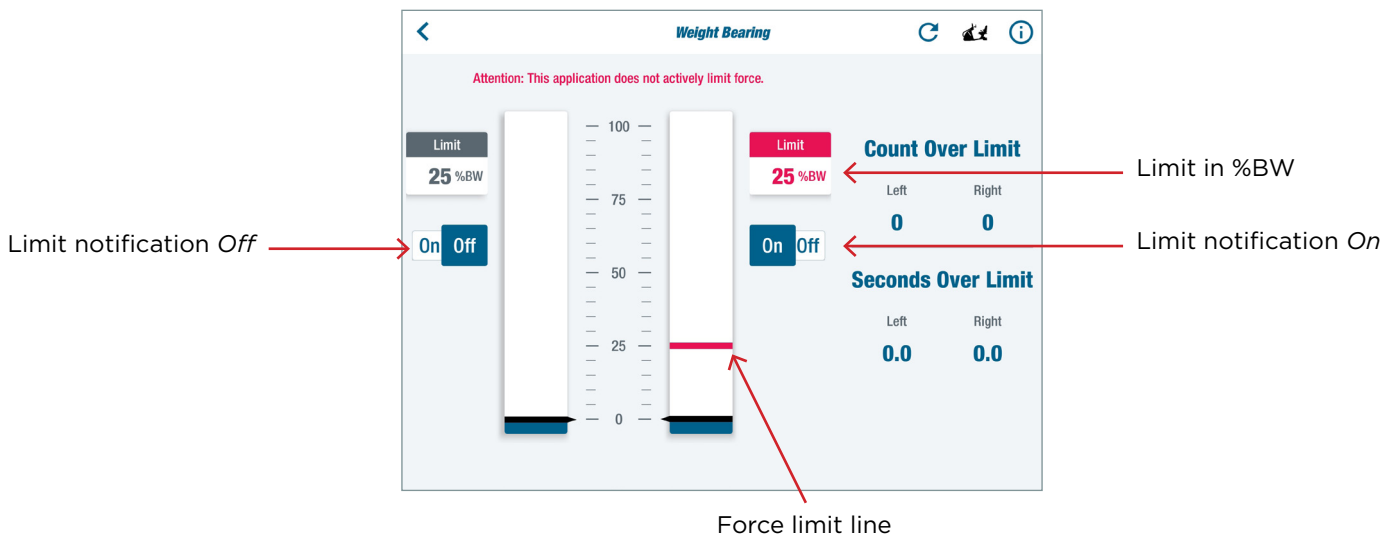 Weight Bearing
Attention: This application does not actively limit force.
Limit
25 %BW
On Off
100
75
50
25
0
Limit
25 %BW
On Off
Count Over Limit
Left Right
0 0
Seconds Over Limit
Left Right
0.0 0.0
Limit notification Off
Limit in %BW
Limit notification On
Force limit line